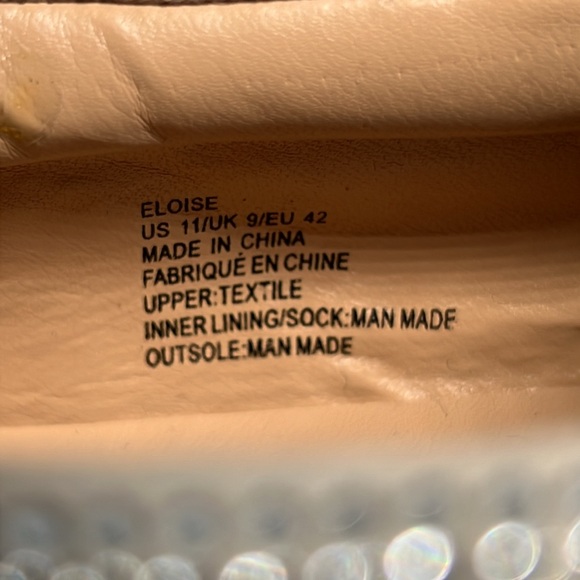 ELOISE
US 11/UK 9/EU 42
MADE IN CHINA
FABRIQUÉ EN CHINE
UPPER:TEXTILE
INNER LINING/SOCK:MAN MADE
OUTSOLE:MAN MADE